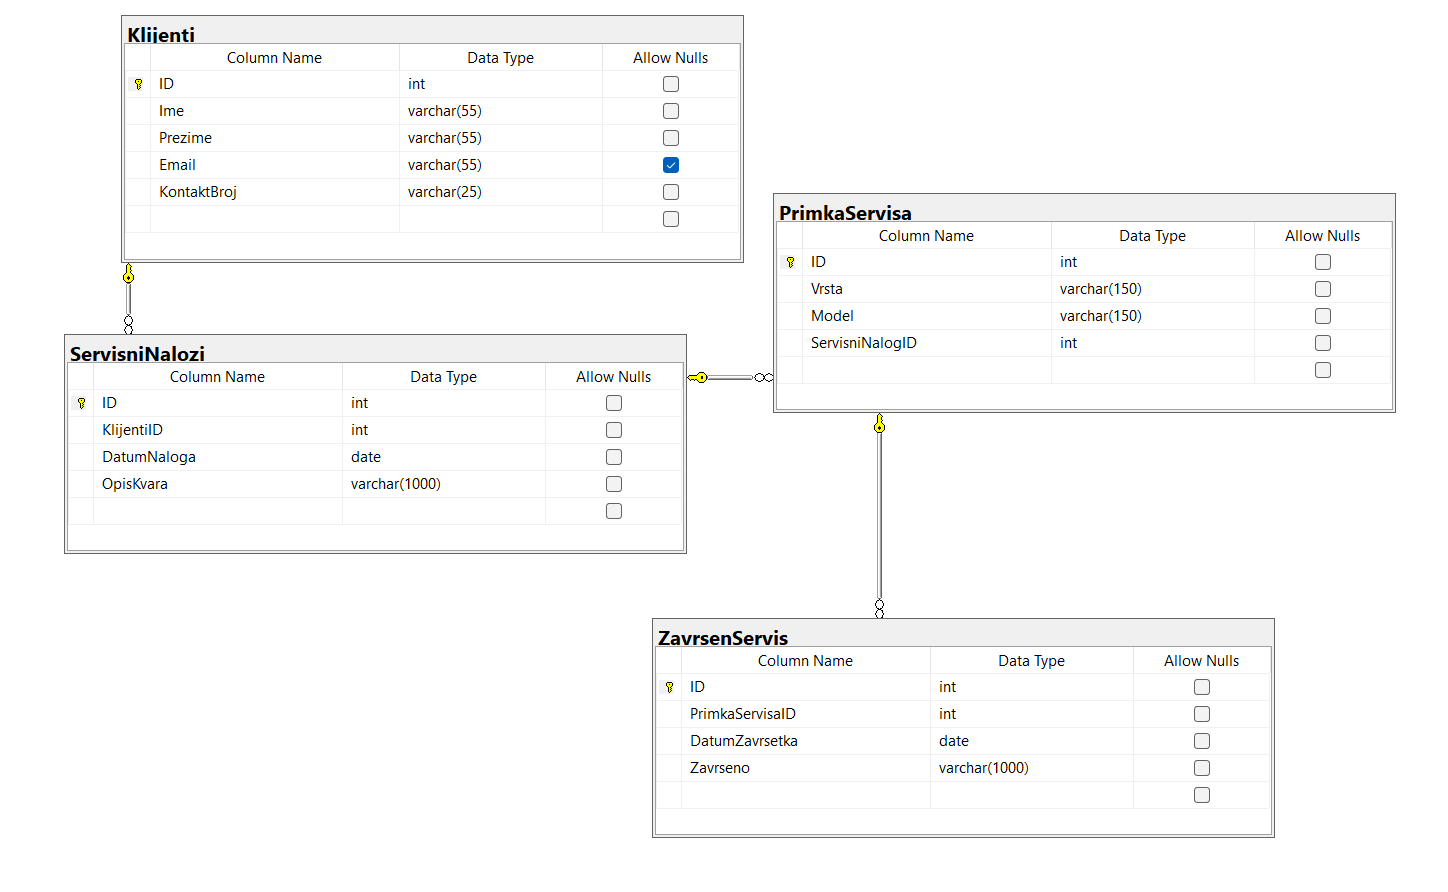 Klijenti
Column Name Data Type Allow Nulls
ID int
Ime varchar(55)
Prezime varchar(55)
Email varchar(55)
KontaktBroj varchar(25)
PrimkaServisa
Column Name Data Type Allow Nulls
ID int
Vrsta varchar(150)
Model varchar(150)
ServisniNalogID int
ServisniNalozi
Column Name Data Type Allow Nulls
ID int
KlijentiID int
DatumNaloga date
OpisKvara varchar(1000)
ZavrsenServis
Column Name Data Type Allow Nulls
ID int
PrimkaServisaID int
DatumZavrsetka date
Zavrseno varchar(1000)